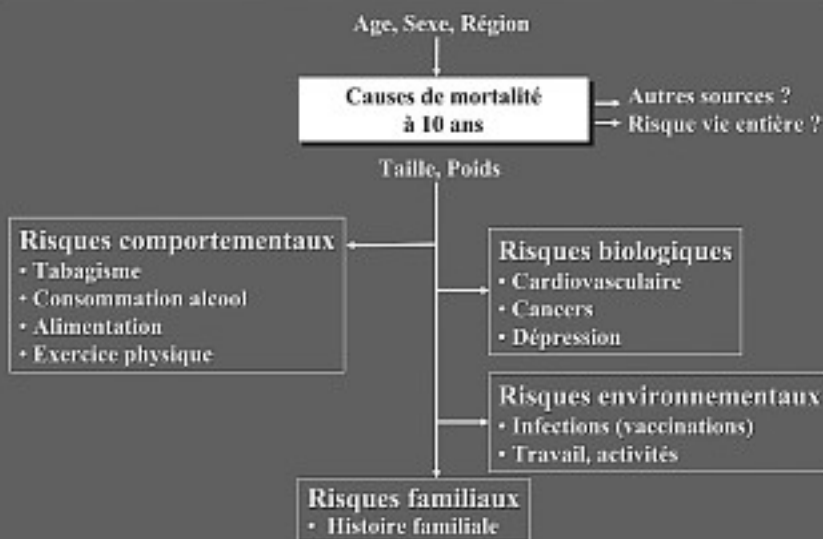 Age, Sexe, Région
Causes de mortalité
à 10 ans
Autres sources ?
Risque vie entière ?
Taille, Poids
Risques comportementaux
• Tabagisme
• Consommation alcool
• Alimentation
• Exercice physique
Risques biologiques
• Cardiovasculaire
• Cancers
• Dépression
Risques environnementaux
• Infections (vaccinations)
• Travail, activités
Risques familiaux
• Histoire familiale